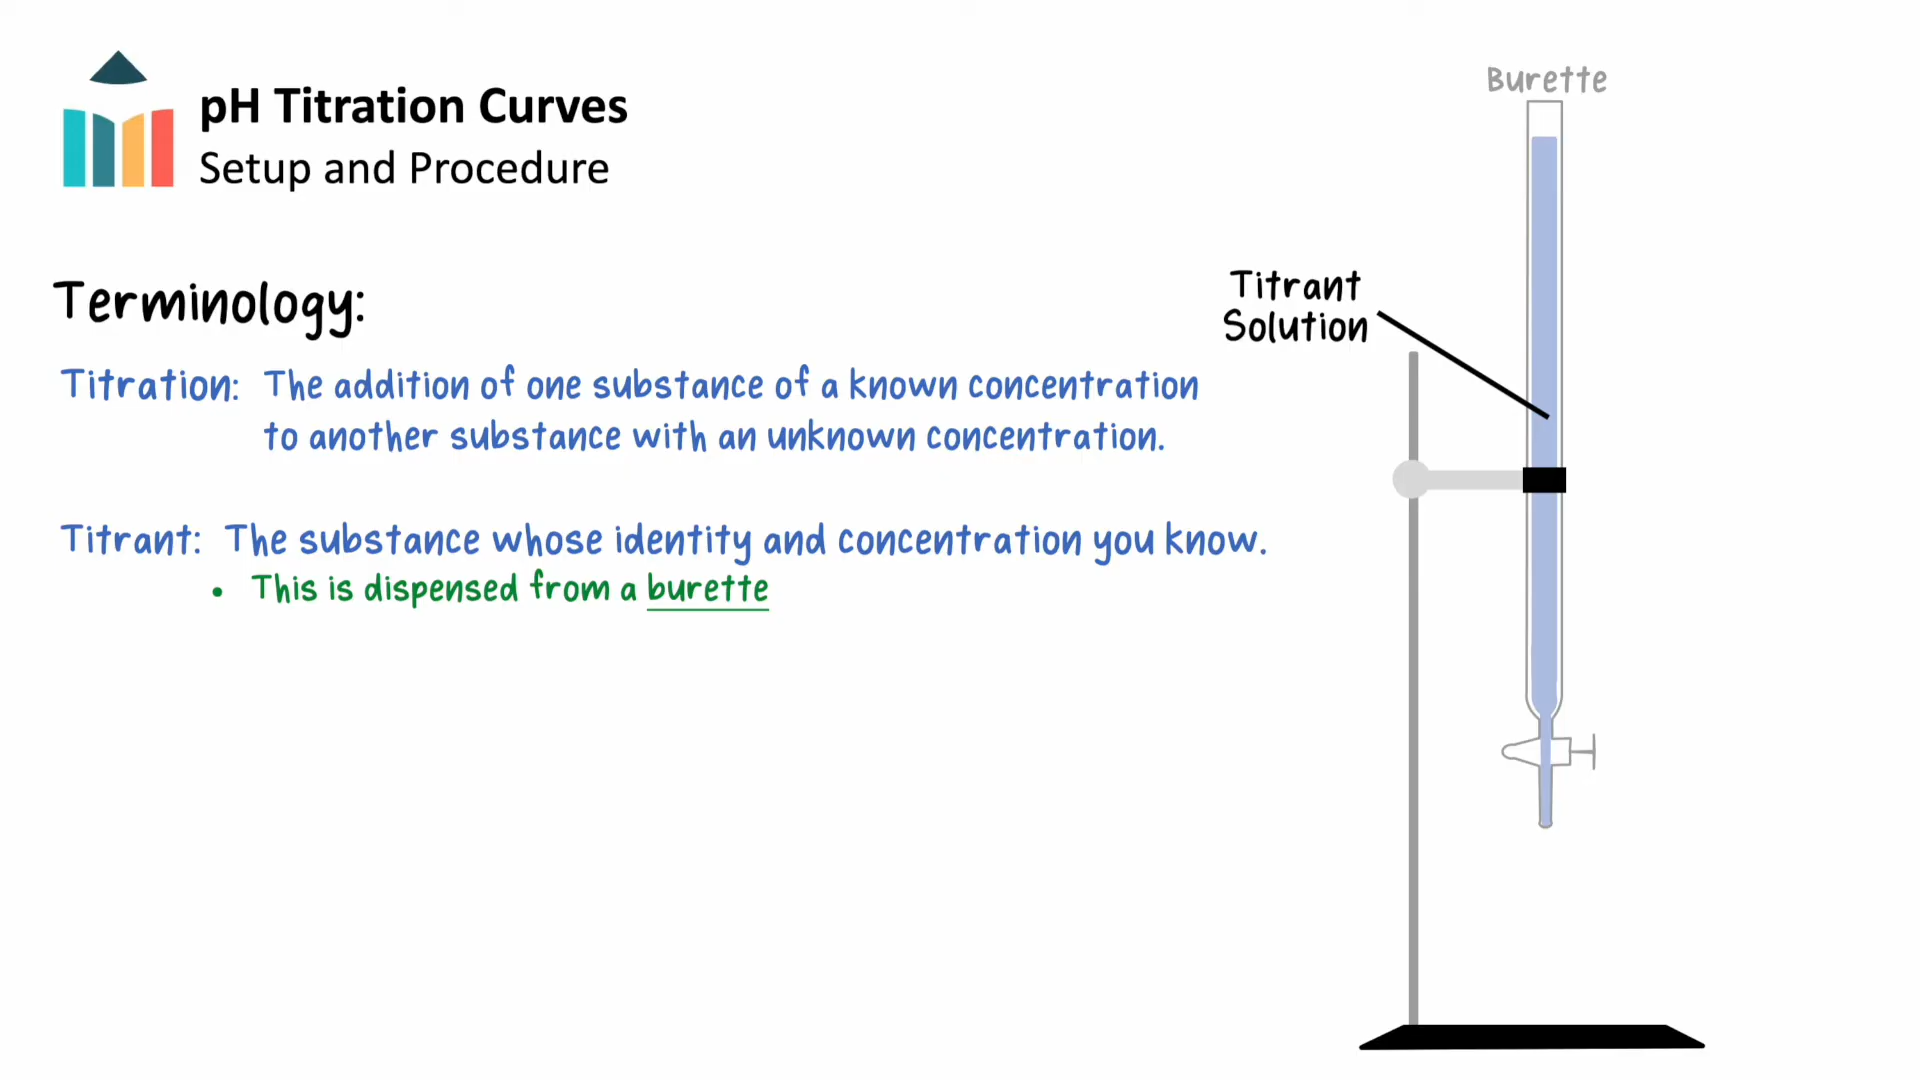 pH Titration Curves
Setup and Procedure
Terminology:
Titration: The addition of one substance of a known concentration
to another substance with an unknown concentration.
Titrant: The substance whose identity and concentration you know.
• This is dispensed from a burette
Burette
Titrant
Solution